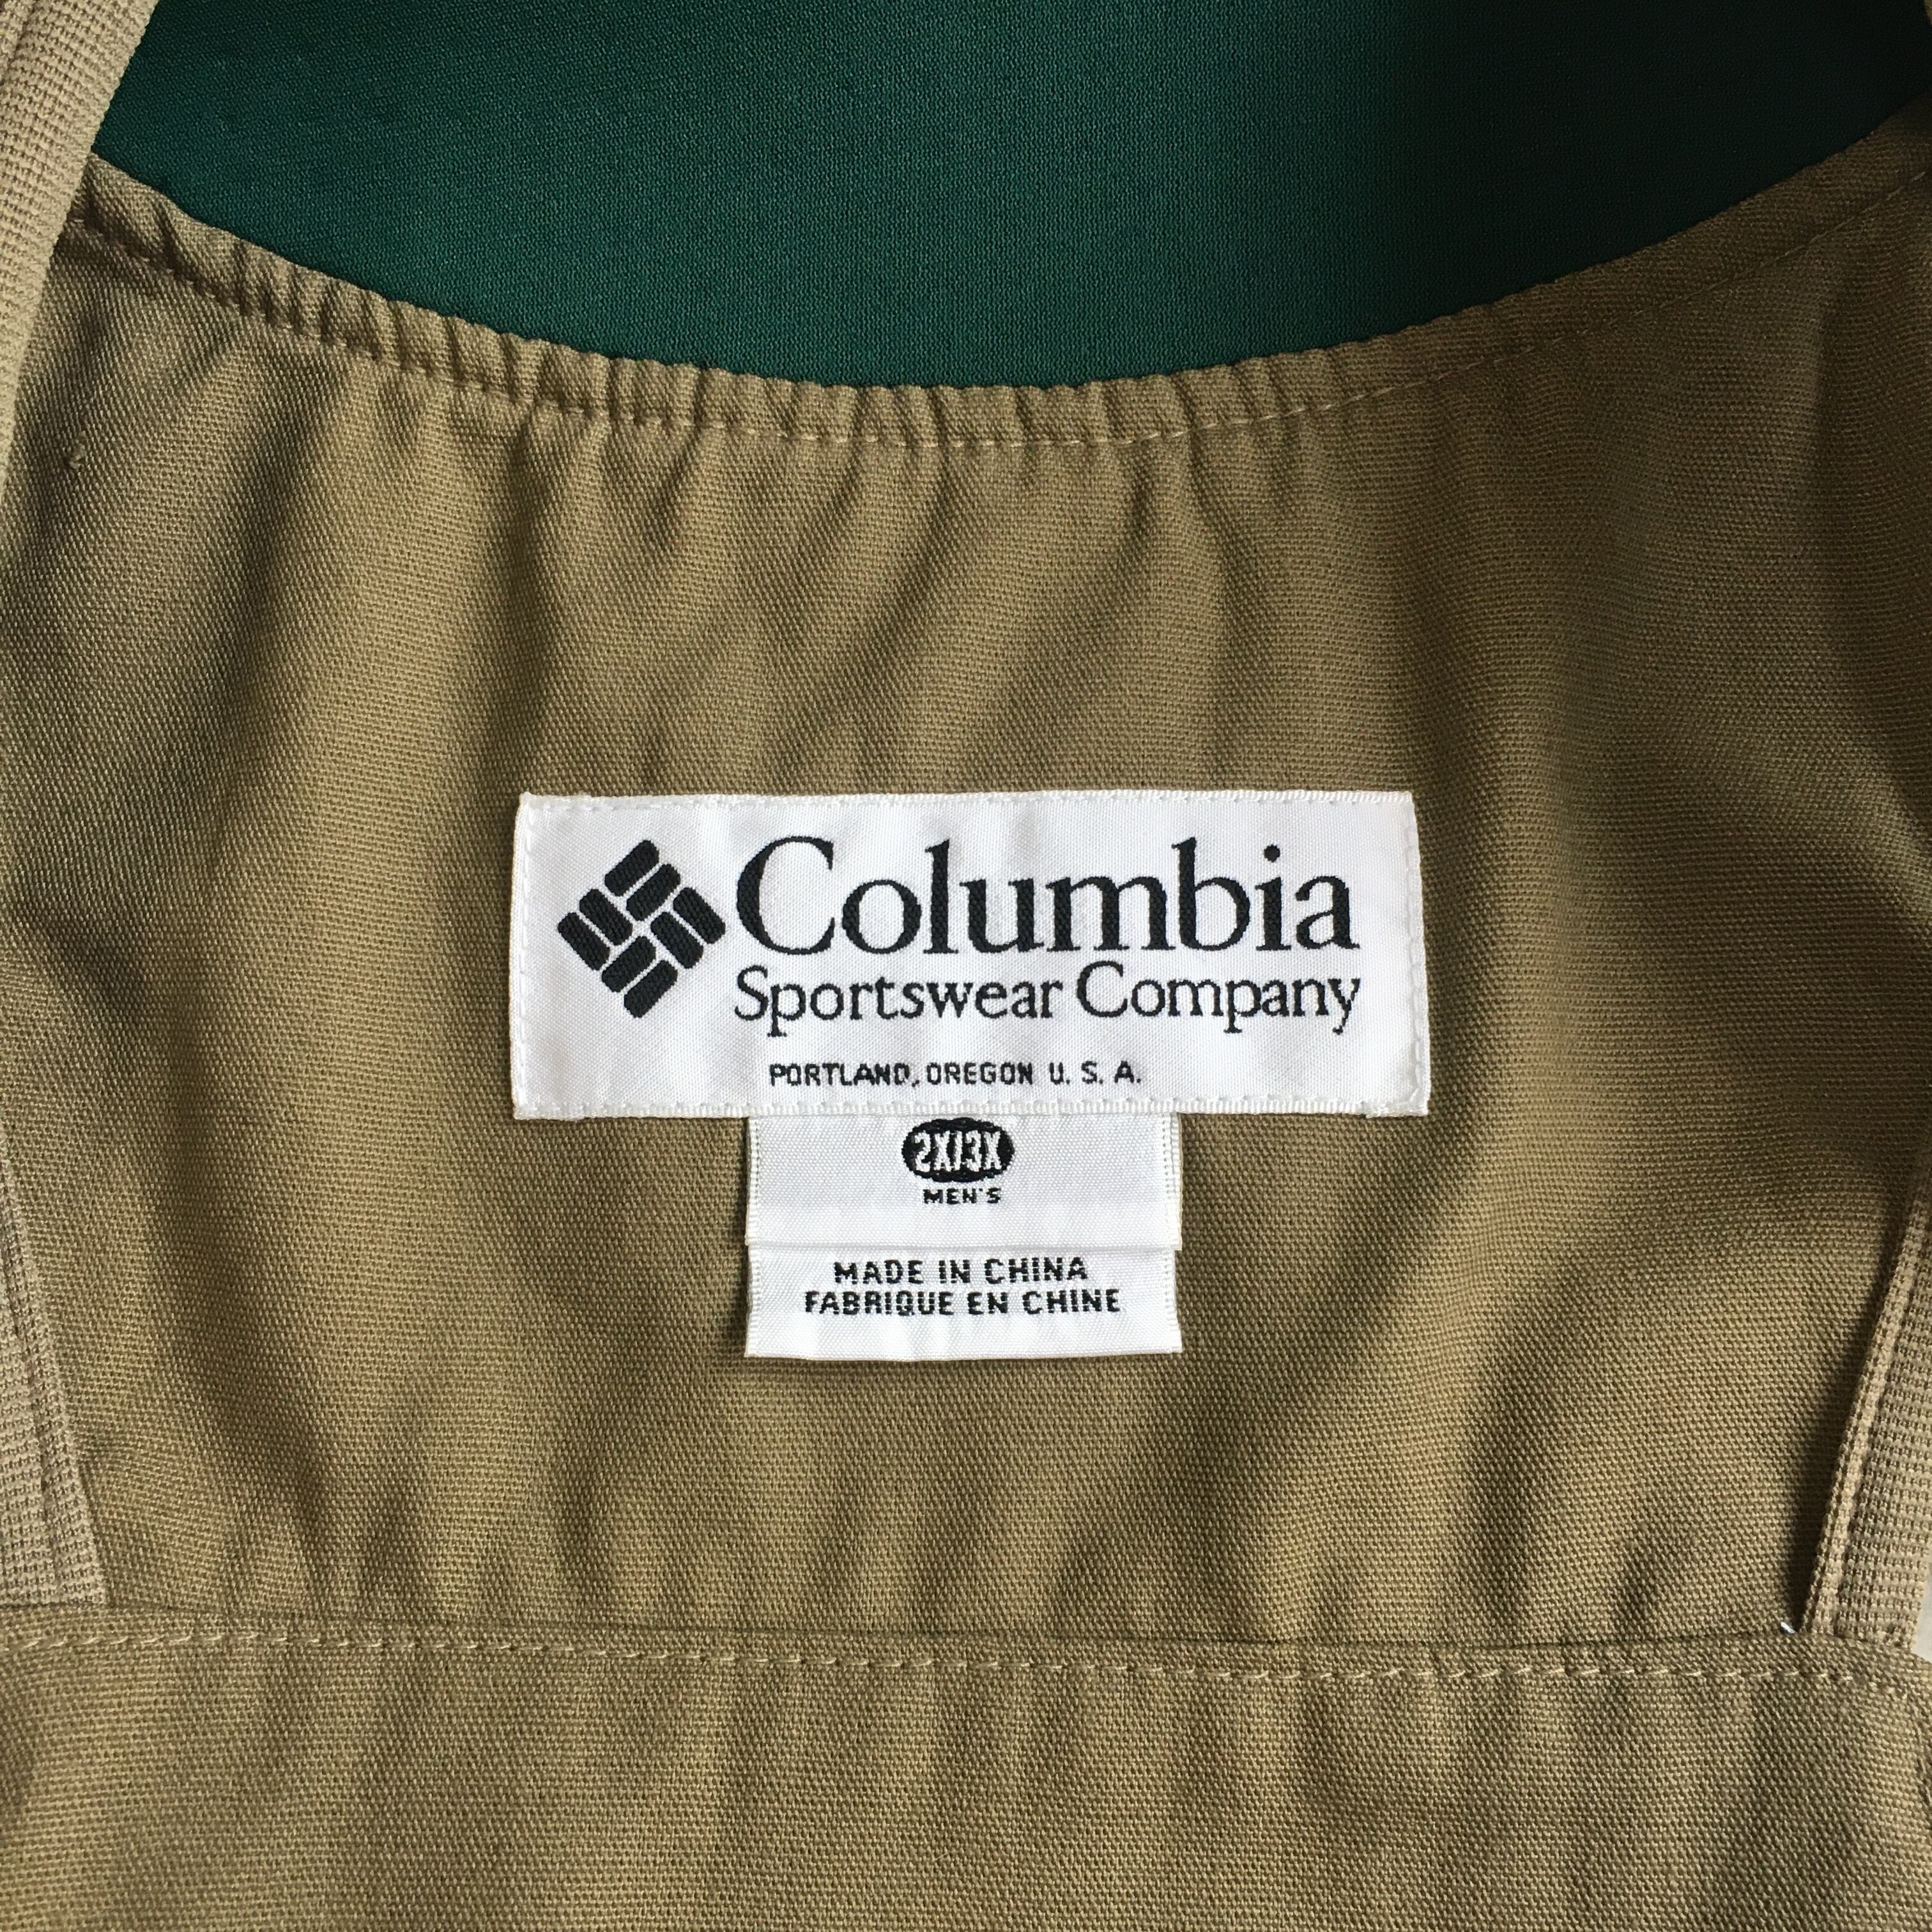 Columbia
Sportswear Company
PORTLAND, OREGON U. S. A.
2X/3X
MEN'S
MADE IN CHINA
FABRIQUE EN CHINE